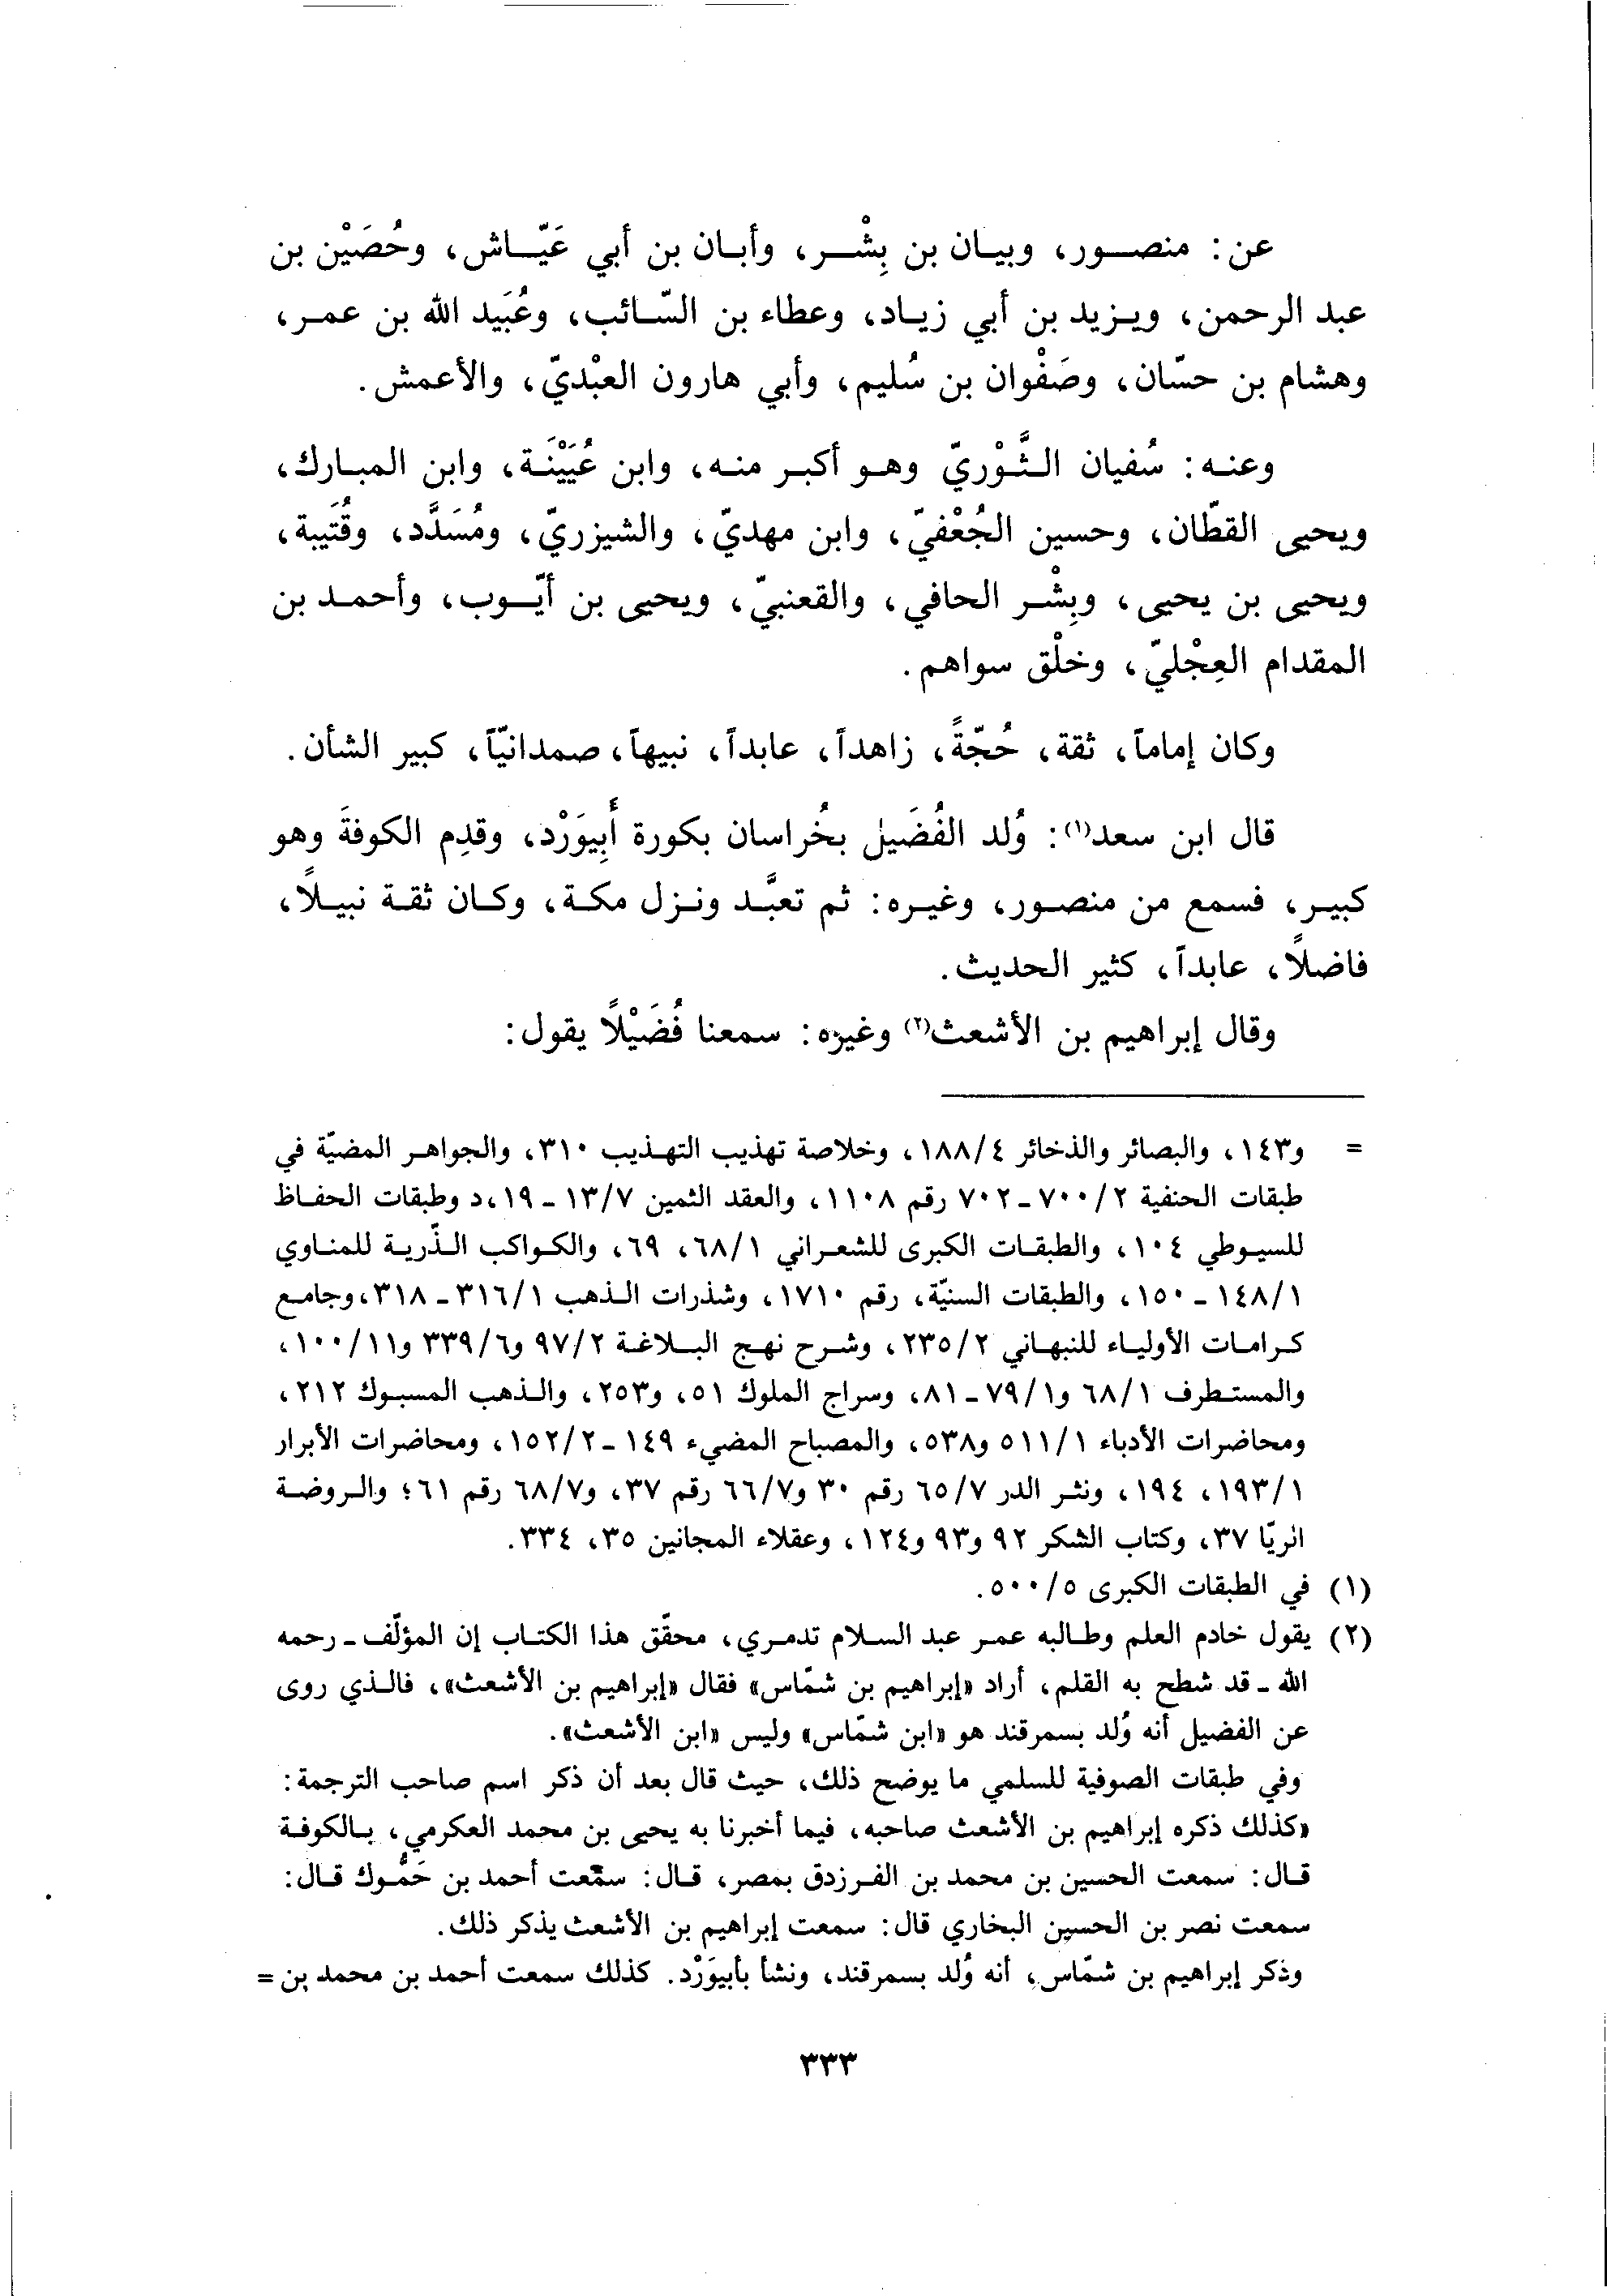 عن: منصور، وبيان بن بِشْر، وأبان بن أبي عَيّاش، وحُصَيْن بن
عبد الرحمن، ويزيد بن أبي زياد، وعطاء بن السّائب، وعُبَيد الله بن عمر،
وهشام بن حسّان، وصَفْوان بن سُليم، وأبي هارون العبْديّ، والأعمش.
وعنه: سُفيان الثَّوْريّ وهو أكبر منه، وابن عُيَيْنَة، وابن المبارك،
ويحيى القطّان، وحسين الجُعْفيّ، وابن مهديّ، والشيزريّ، ومُسَدَّد، وقُتَيبة،
ويحيى بن يحيى، وبِشْر الحافي، والقعنبيّ، ويحيى بن أيّوب، وأحمد بن
المقدام العِجْليّ، وخلْق سواهم.
وكان إماماً، ثقة، حُجّةً، زاهداً، عابداً، نبيهاً، صمدانيّاً، كبير الشأن.
قال ابن سعد(١): وُلد الفُضَيل بخُراسان بكورة أَبِيوَرْد، وقدِم الكوفةَ وهو
كبير، فسمع من منصور، وغيره: ثم تعبَّد ونزل مكة، وكان ثقة نبيلًا،
فاضلًا، عابداً، كثير الحديث.
وقال إبراهيم بن الأشعث(٢) وغيره: سمعنا فُضَيْلًا يقول:
= و١٤٣، والبصائر والذخائر ١٨٨/٤، وخلاصة تهذيب التهذيب ٣١٠، والجواهر المضيّة في
طبقات الحنفية ٧٠٠/٢ـ ٧٠٢ رقم ١١٠٨، والعقد الثمين ١٣/٧ - ١٩،د وطبقات الحفاظ
للسيوطي ١٠٤، والطبقات الكبرى للشعراني ٦٨/١، ٦٩، والكواكب الدّرية للمناوي
١٤٨/١ - ١٥٠، والطبقات السنيّة، رقم ١٧١٠، وشذرات الذهب ٣١٦/١ـ ٣١٨، وجامع
كرامات الأولياء للنبهاني ٢٣٥/٢، وشرح نهج البلاغة ٩٧/٢ و٣٣٩/٦ و١٠٠/١١،
والمستطرف ٦٨/١ و٧٩/١ـ ٨١، وسراج الملوك ٥١، و٢٥٣، والذهب المسبوك ٢١٢،
ومحاضرات الأدباء ٥١١/١ و٥٣٨، والمصباح المضيء ١٤٩ـ ١٥٢/٢، ومحاضرات الأبرار
١٩٣/١، ١٩٤، ونثر الدر ٦٥/٧ رقم ٣٠ و٦٦/٧ رقم ٣٧، و٦٨/٧ رقم ٦١؛ والروضة
الريّا ٣٧، وكتاب الشكر ٩٢ و٩٣ و١٢٤، وعقلاء المجانين ٣٥، ٣٣٤.
(١) في الطبقات الكبرى ٥٠٠/٥.
(٢) يقول خادم العلم وطالبه عمر عبد السلام تدمري، محقّق هذا الكتاب إن المؤلّف - رحمه
الله - قد شطح به القلم، أراد «إبراهيم بن شمّاس» فقال «إبراهيم بن الأشعث»، فالذي روى
عن الفضيل أنه وُلد بسمرقند هو «ابن شمّاس» وليس «ابن الأشعث».
وفي طبقات الصوفية للسلمي ما يوضح ذلك، حيث قال بعد أن ذكر اسم صاحب الترجمة:
«كذلك ذكره إبراهيم بن الأشعث صاحبه، فيما أخبرنا به يحيى بن محمد العكرمي، بالكوفة
قال: سمعت الحسين بن محمد بن الفرزدق بمصر، قال: سمعت أحمد بن حَمُّوك قال:
سمعت نصر بن الحسين البخاري قال: سمعت إبراهيم بن الأشعث يذكر ذلك.
وذكر إبراهيم بن شمّاس، أنه وُلد بسمرقند، ونشأ بأبيوَرْد. كذلك سمعت أحمد بن محمد بن =
٣٣٣